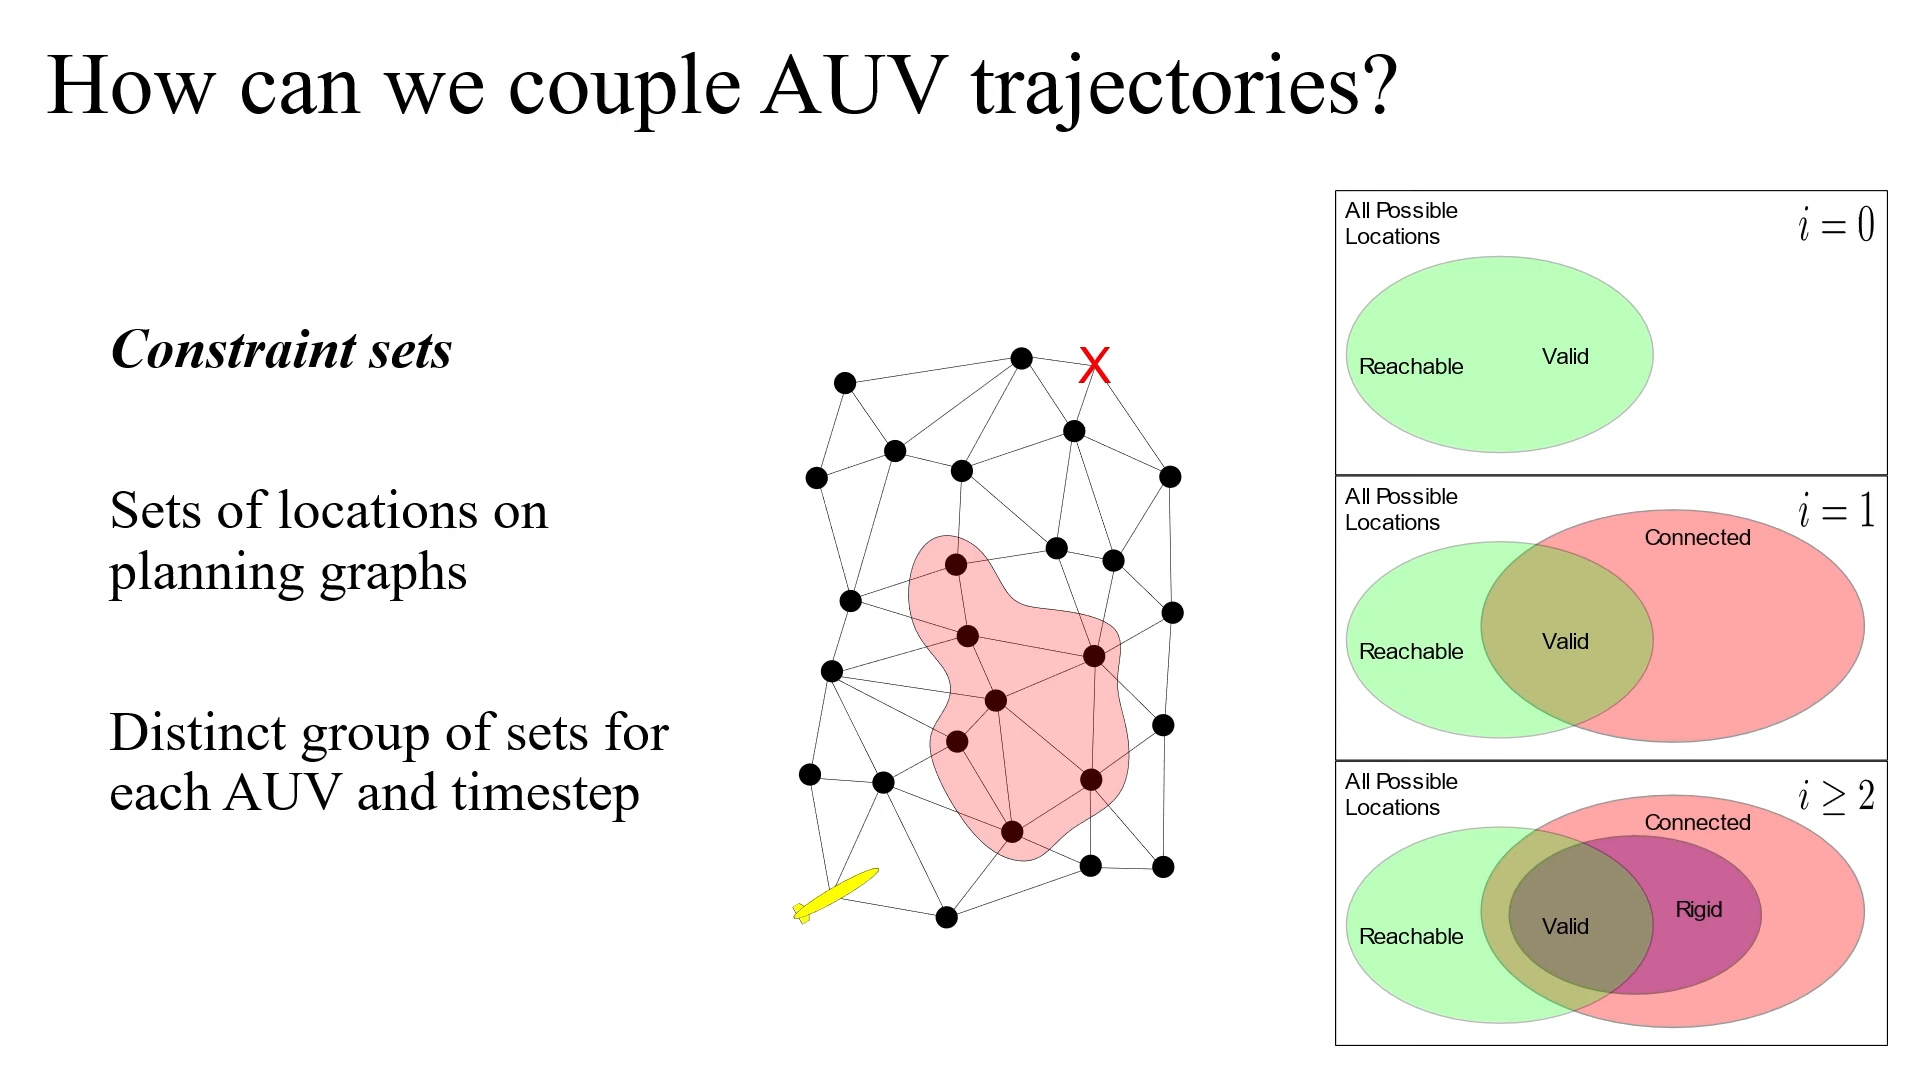 How can we couple AUV trajectories?
Constraint sets
Sets of locations on
planning graphs
Distinct group of sets for
each AUV and timestep
X
All Possible
Locations
i = 0
Reachable
Valid
All Possible
Locations
i = 1
Connected
Reachable
Valid
All Possible
Locations
i ≥ 2
Connected
Rigid
Reachable
Valid